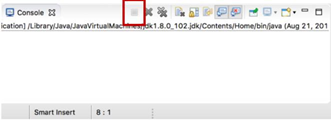 Console
ication] /Library/Java/JavaVirtualMachines/jdk1.8.0_102.jdk/Contents/Home/bin/java (Aug 21, 201
Smart Insert 8 : 1